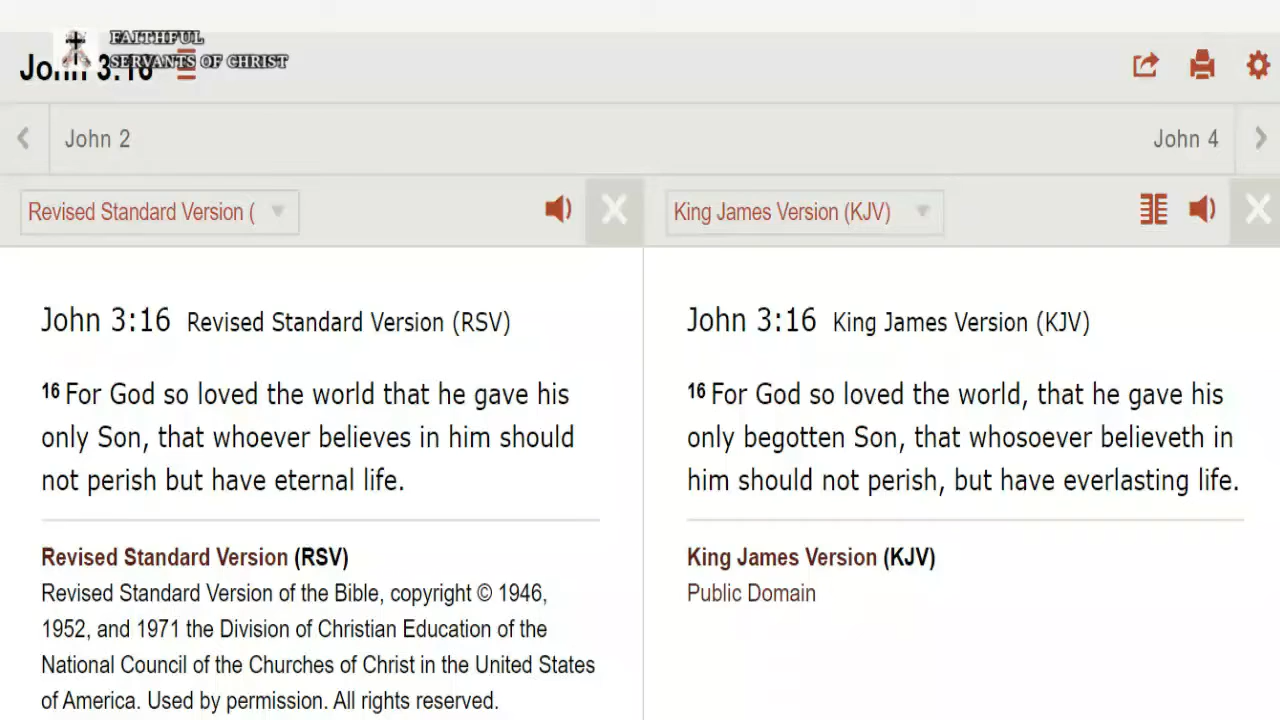 FAITHFUL
SERVANTS OF CHRIST
John 3:16
John 2
John 4
Revised Standard Version (
King James Version (KJV)
John 3:16 Revised Standard Version (RSV)
16 For God so loved the world that he gave his
only Son, that whoever believes in him should
not perish but have eternal life.
Revised Standard Version (RSV)
Revised Standard Version of the Bible, copyright © 1946,
1952, and 1971 the Division of Christian Education of the
National Council of the Churches of Christ in the United States
of America. Used by permission. All rights reserved.
John 3:16 King James Version (KJV)
16 For God so loved the world, that he gave his
only begotten Son, that whosoever believeth in
him should not perish, but have everlasting life.
King James Version (KJV)
Public Domain